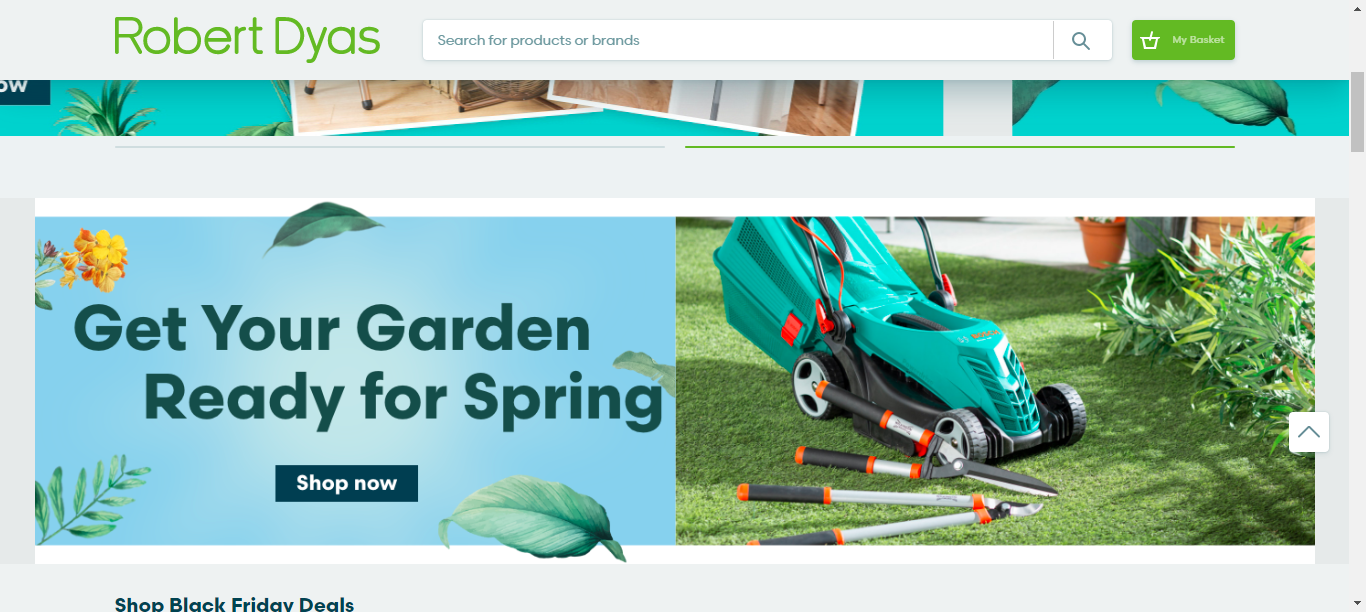 Robert Dyas
Search for products or brands
My Basket
ow
Get Your Garden
Ready for Spring
Shop now
BOSCH
Shop Black Friday Deals